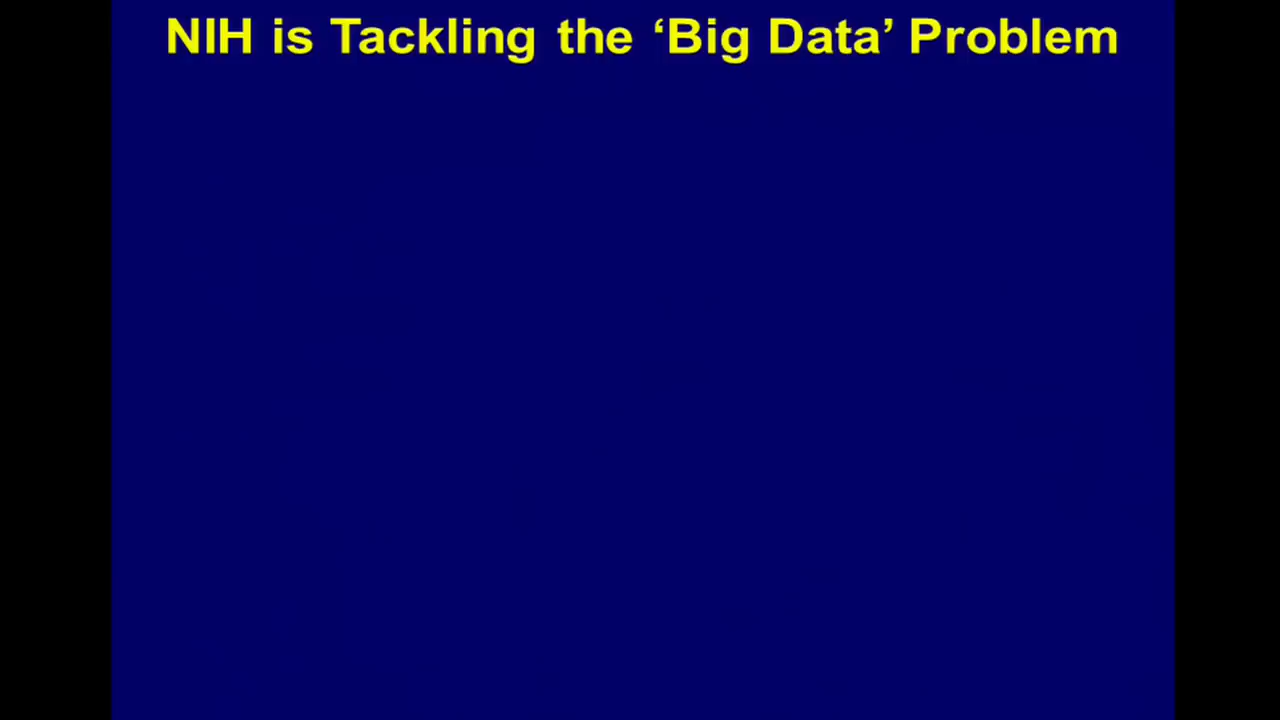 NIH is Tackling the ‘Big Data’ Problem